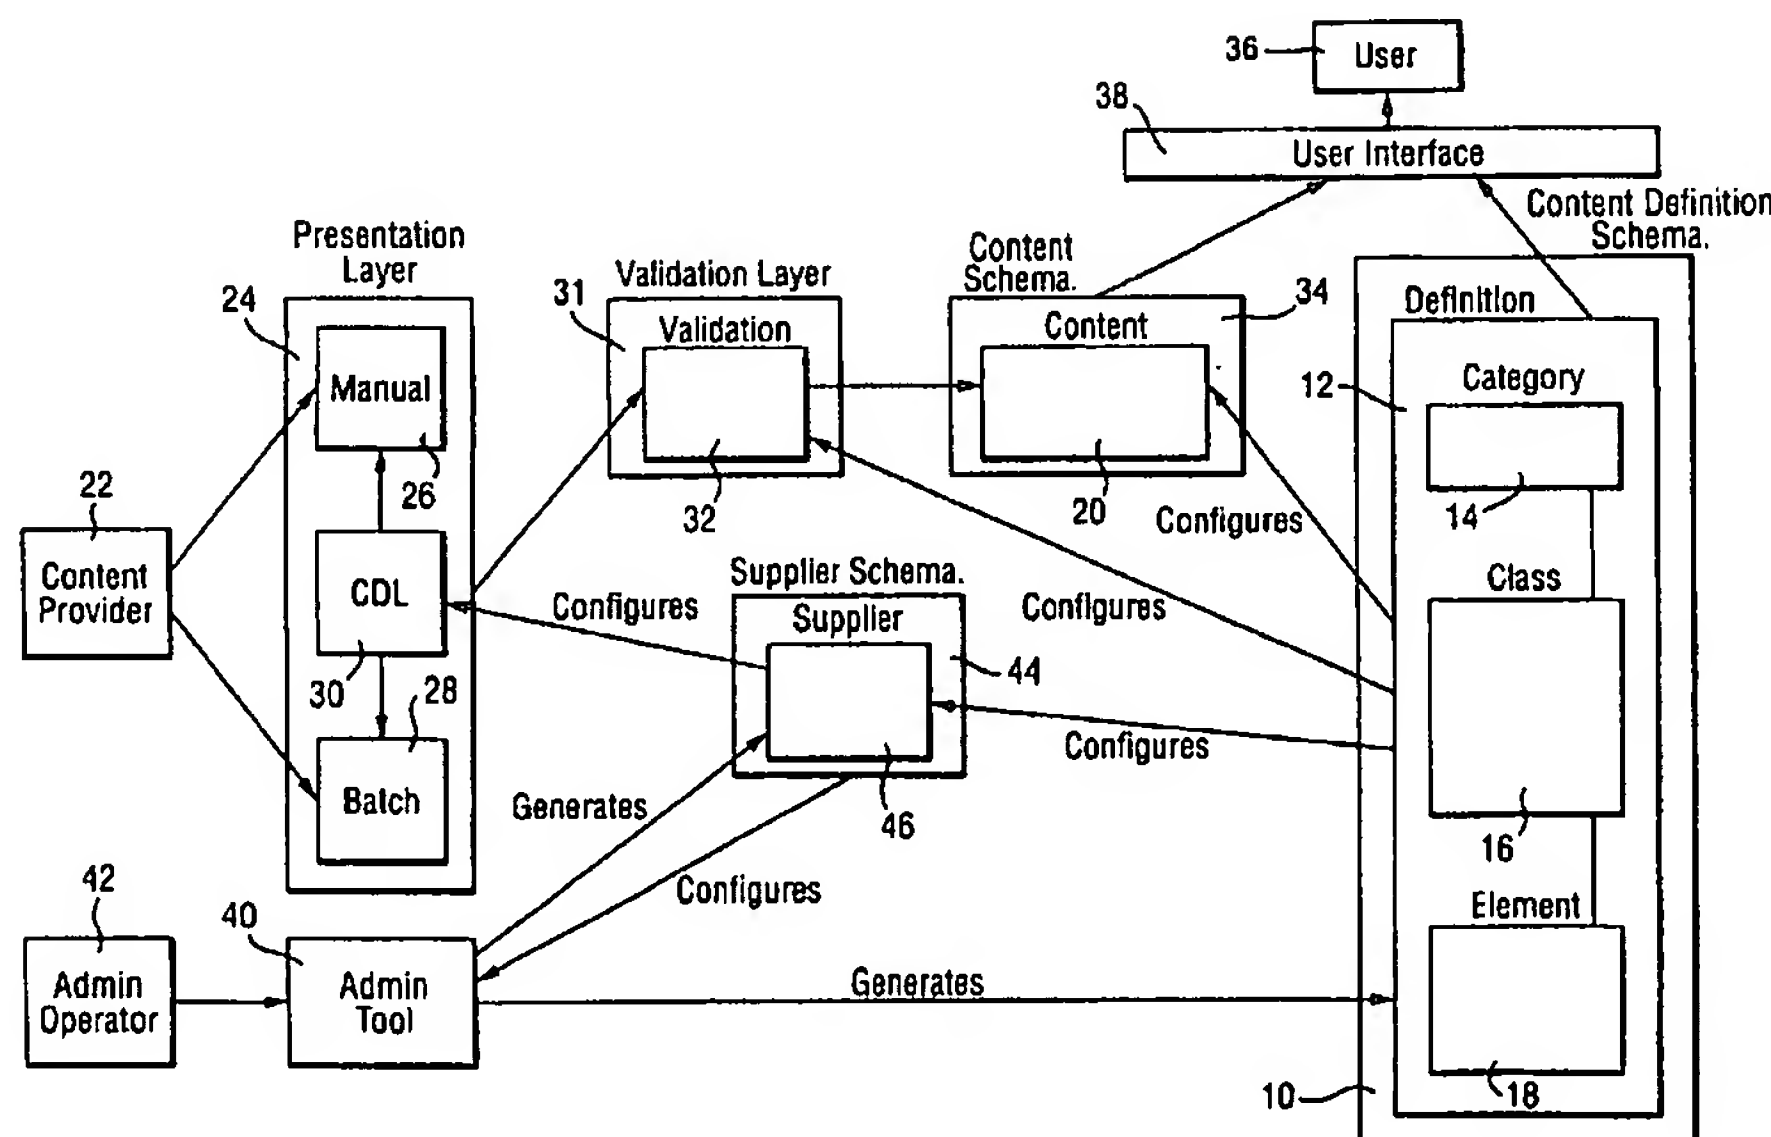 36
User
38
User Interface
Content Definition
Schema.
Presentation
Layer
Validation Layer
Content
Schema.
24
31
34
Definition
Validation
Content
Manual
12
Category
26
32
20
14
Configures
22
Content
Provider
CDL
Supplier Schema.
Class
Configures
Supplier
Configures
30
28
44
Configures
Batch
Generates
46
16
42
40
Configures
Element
Admin
Operator
Admin
Tool
Generates
10
18